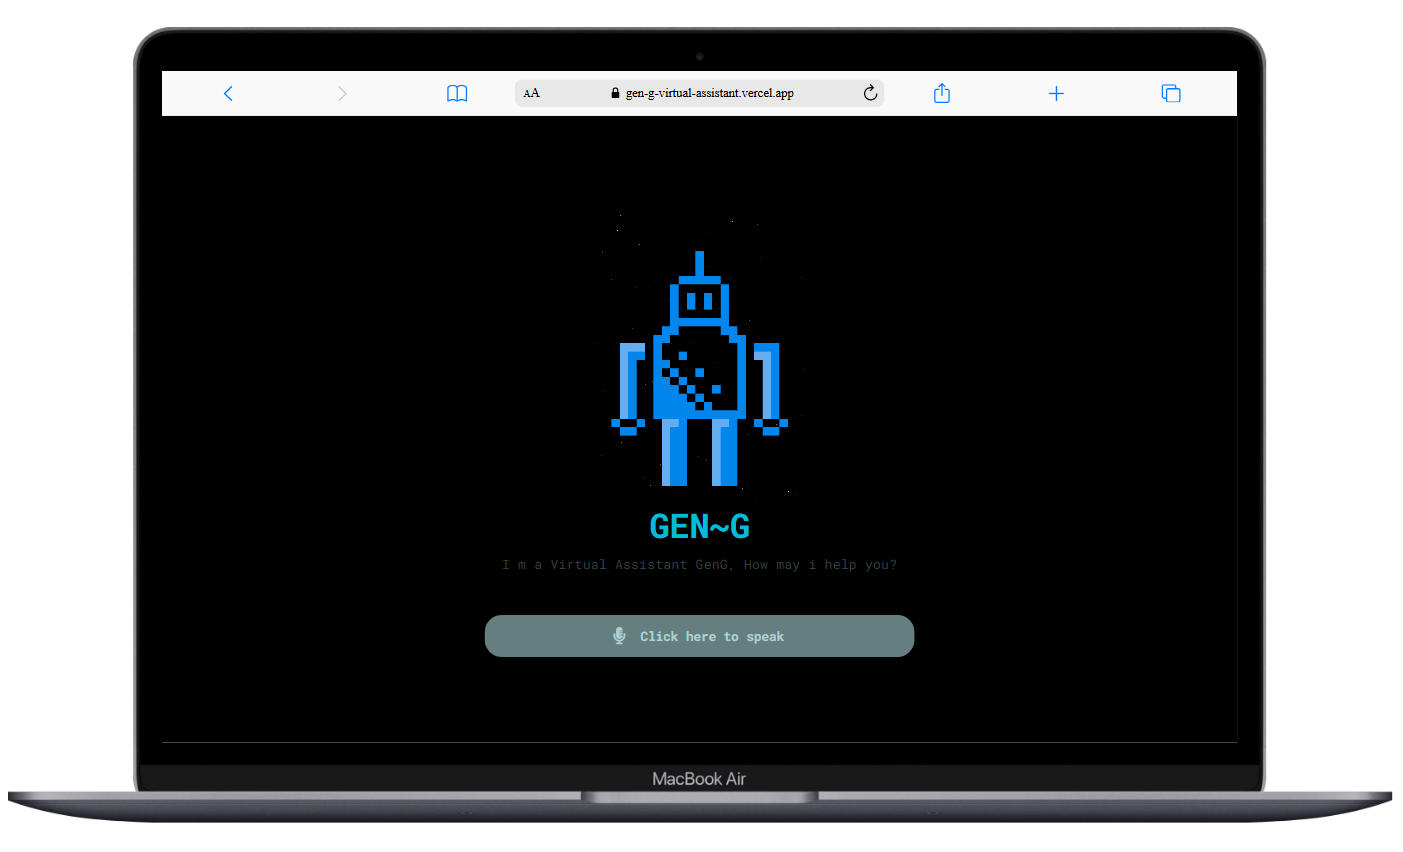 AA gen-g-virtual-assistant.vercel.app
GEN~G
I m a Virtual Assistant GenG, How may i help you?
Click here to speak
MacBook Air